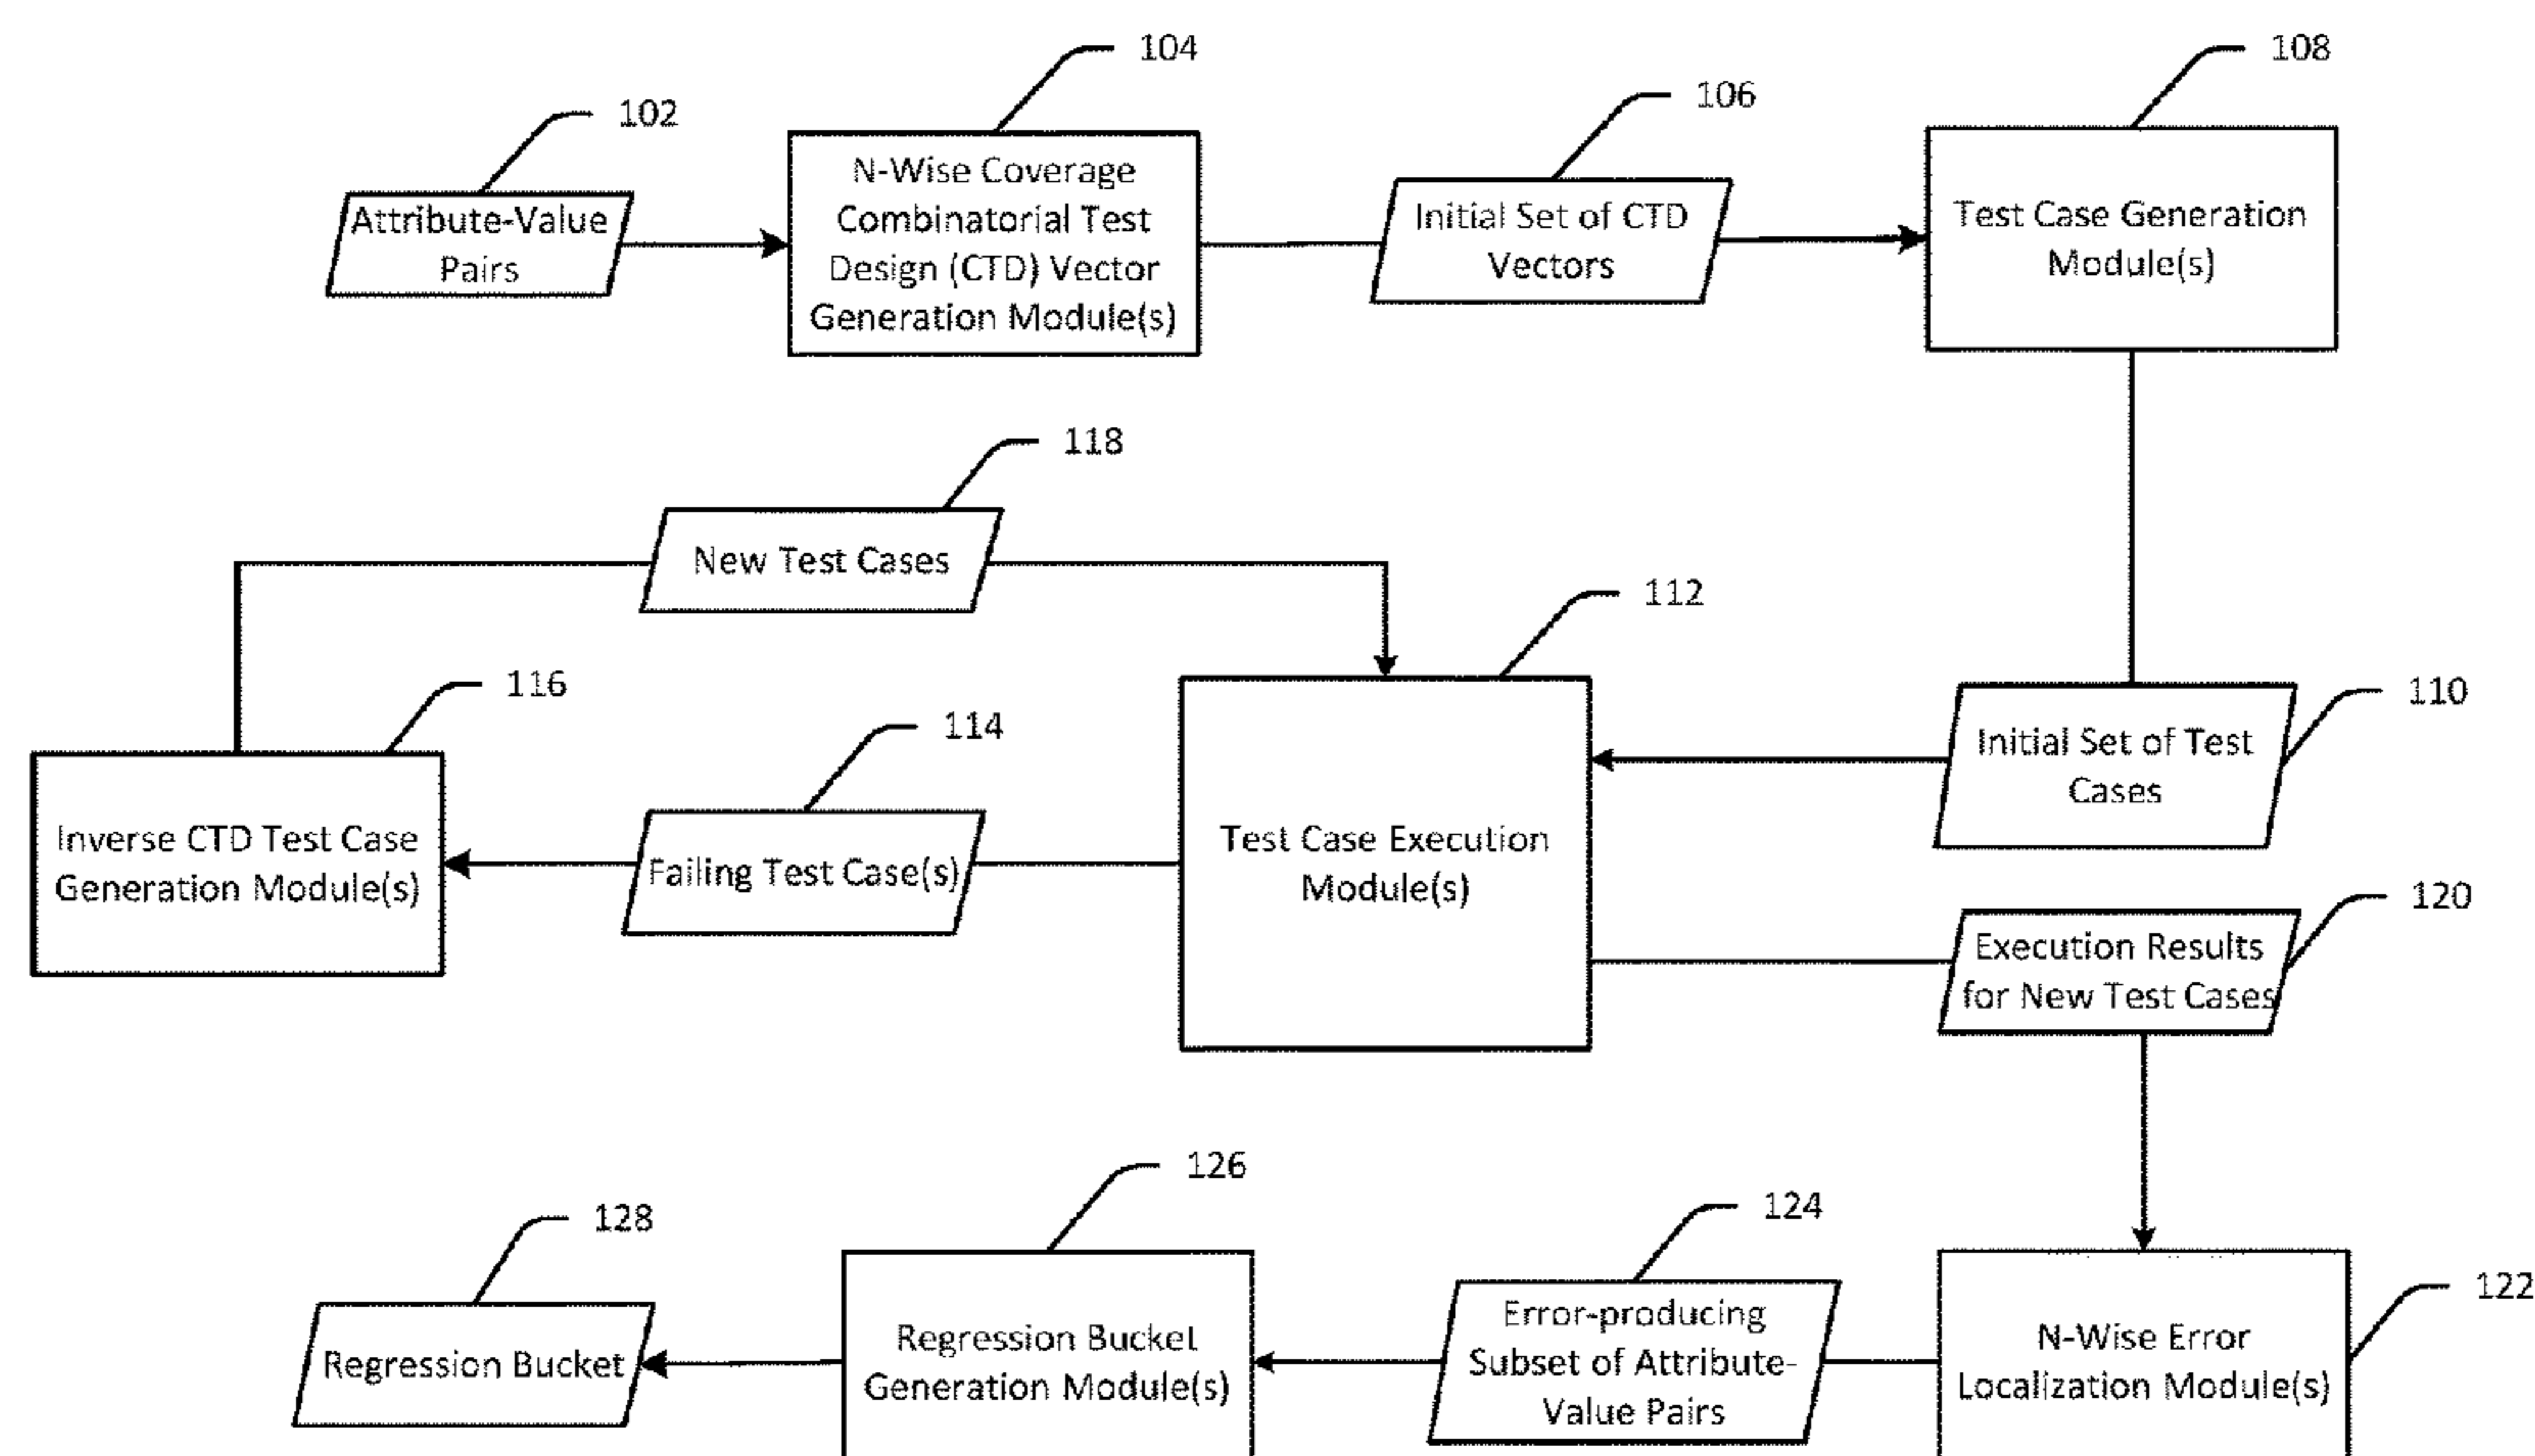 104
108
106
102
N-Wise Coverage
Combinatorial Test
Design (CTD) Vector
Generation Module(s)
Attribute-Value
Pairs
Initial Set of CTD
Vectors
Test Case Generation
Module(s)
118
New Test Cases
112
116
114
110
Initial Set of Test
Cases
Inverse CTD Test Case
Generation Module(s)
Failing Test Case(s)
Test Case Execution
Module(s)
120
Execution Results
for New Test Cases
126
128
124
122
Regression Bucket
Regression Bucket
Generation Module(s)
Error-producing
Subset of Attribute-
Value Pairs
N-Wise Error
Localization Module(s)